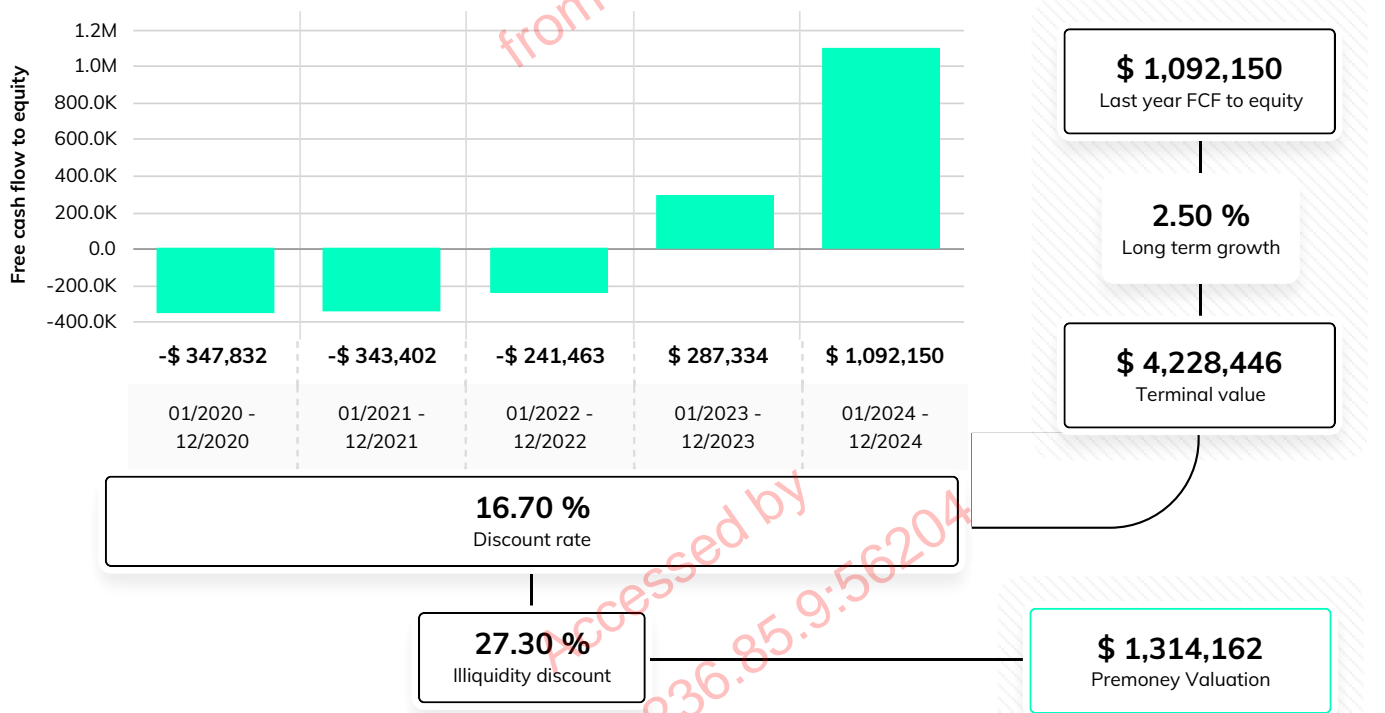 Free cash flow to equity
1.2M
1.0M
800.0K
600.0K
400.0K
200.0K
0.0
-200.0K
-400.0K
-$ 347,832
-$ 343,402
-$ 241,463
$ 287,334
$ 1,092,150
01/2020 -
12/2020
01/2021 -
12/2021
01/2022 -
12/2022
01/2023 -
12/2023
01/2024 -
12/2024
$ 1,092,150
Last year FCF to equity
2.50 %
Long term growth
$ 4,228,446
Terminal value
16.70 %
Discount rate
27.30 %
Illiquidity discount
$ 1,314,162
Premoney Valuation
from
Accessed by
236.85.9:56204